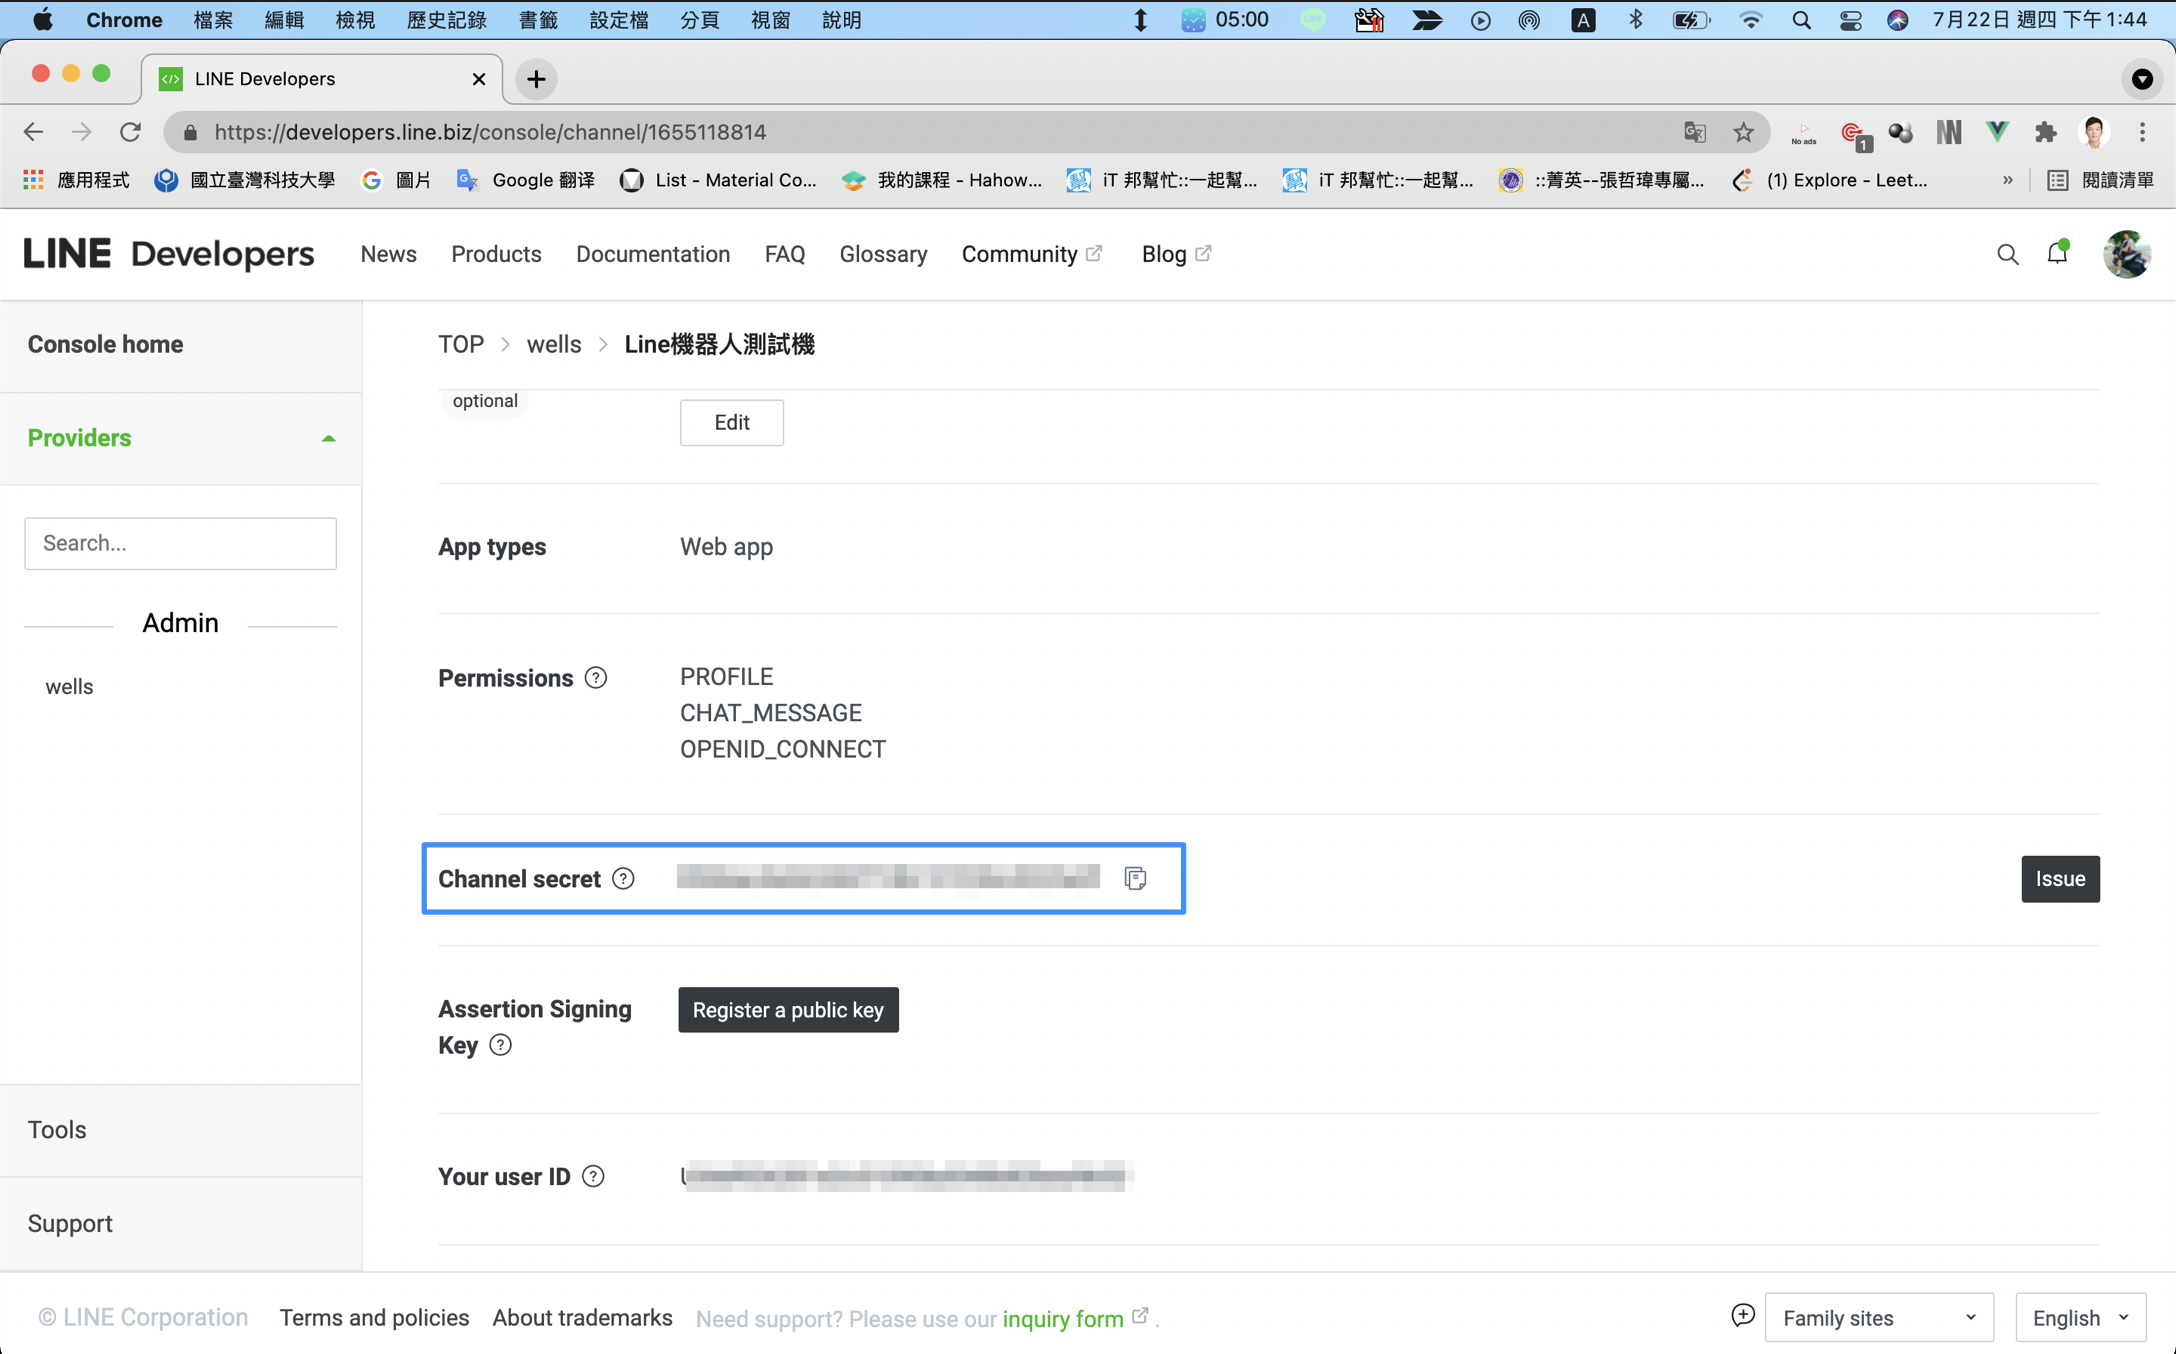 Chrome 檔案 編輯 檢視 歷史記錄 書籤 設定檔 分頁 視窗 說明 05:00 A 7月22日 週四 下午1:44
LINE Developers
https://developers.line.biz/console/channel/1655118814
No ads 1
應用程式 國立臺灣科技大學 圖片 Google 翻译 List - Material Co... 我的課程 - Hahow... iT 邦幫忙::一起幫... iT 邦幫忙::一起幫... ::菁英--張哲瑋專屬... (1) Explore - Leet... » 閱讀清單
LINE Developers News Products Documentation FAQ Glossary Community Blog
Console home
TOP > wells > Line機器人測試機
optional
Edit
Providers
Search...
App types Web app
Admin
wells
Permissions PROFILE
CHAT_MESSAGE
OPENID_CONNECT
Channel secret Issue
Assertion Signing
Key
Register a public key
Tools
Your user ID
Support
© LINE Corporation Terms and policies About trademarks Need support? Please use our inquiry form . Family sites English